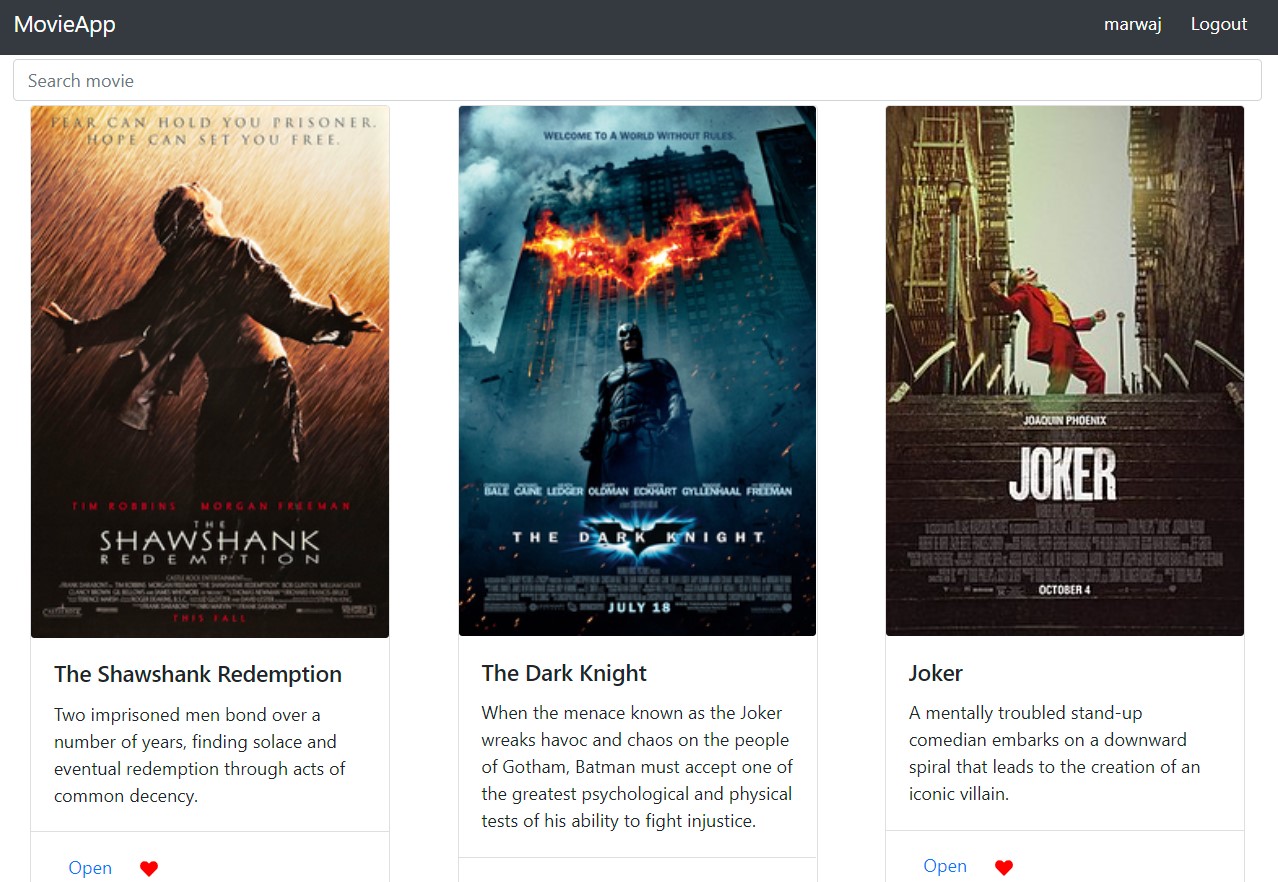 MovieApp
marwaj
Logout
Search movie
FEAR CAN HOLD YOU PRISONER.
HOPE CAN SET YOU FREE.
TIM ROBBINS MORGAN FREEMAN
THE
SHAWSHANK
REDEMPTION
CASTLE ROCK ENTERTAINMENT
THIS FALL
The Shawshank Redemption
Two imprisoned men bond over a
number of years, finding solace and
eventual redemption through acts of
common decency.
Open
WELCOME TO A WORLD WITHOUT RULES.
BALE CAINE LEDGER OLDMAN ECKHART GYLLENHAAL FREEMAN
THE DARK KNIGHT
JULY 18
The Dark Knight
When the menace known as the Joker
wreaks havoc and chaos on the people
of Gotham, Batman must accept one of
the greatest psychological and physical
tests of his ability to fight injustice.
JOAQUIN PHOENIX
JOKER
OCTOBER 4
Joker
A mentally troubled stand-up
comedian embarks on a downward
spiral that leads to the creation of an
iconic villain.
Open